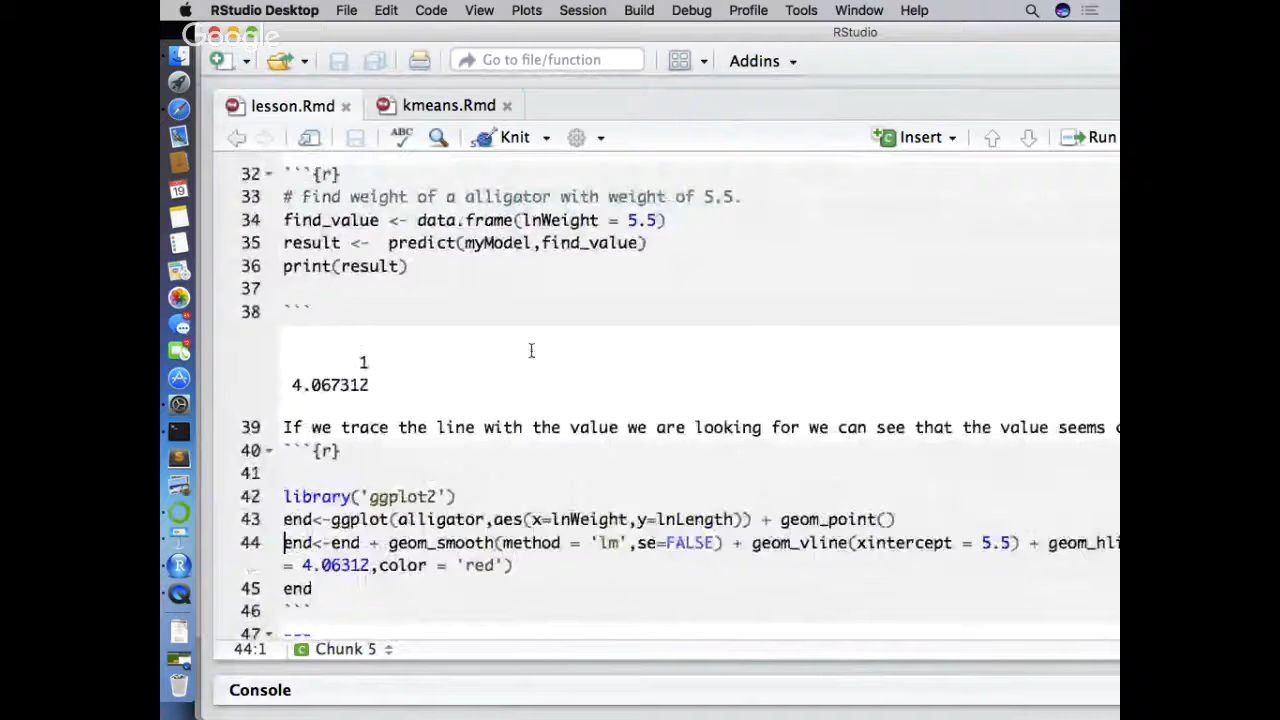 RStudio Desktop File Edit Code View Plots Session Build Debug Profile Tools Window Help
Google
RStudio
Go to file/function
Addins
lesson.Rmd
kmeans.Rmd
ABC
Knit
Insert
Run
32 ```{r}
33 # find weight of a alligator with weight of 5.5.
34 find_value <- data.frame(lnWeight = 5.5)
35 result <- predict(myModel,find_value)
36 print(result)
37
38 ```
1
4.067312
39 If we trace the line with the value we are looking for we can see that the value seems
40 ```{r}
41
42 library('ggplot2')
43 end<-ggplot(alligator,aes(x=lnWeight,y=lnLength)) + geom_point()
44 end<-end + geom_smooth(method = 'lm',se=FALSE) + geom_vline(xintercept = 5.5) + geom_hli
= 4.06312,color = 'red')
45 end
46 ```
47 ---
44:1 C Chunk 5
Console